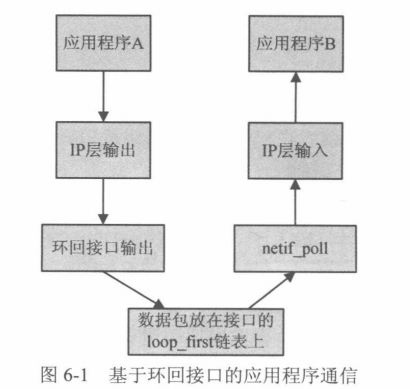 应用程序A
应用程序B
IP层输出
IP层输入
环回接口输出
netif_poll
数据包放在接口的
loop_first链表上
图 6-1 基于环回接口的应用程序通信